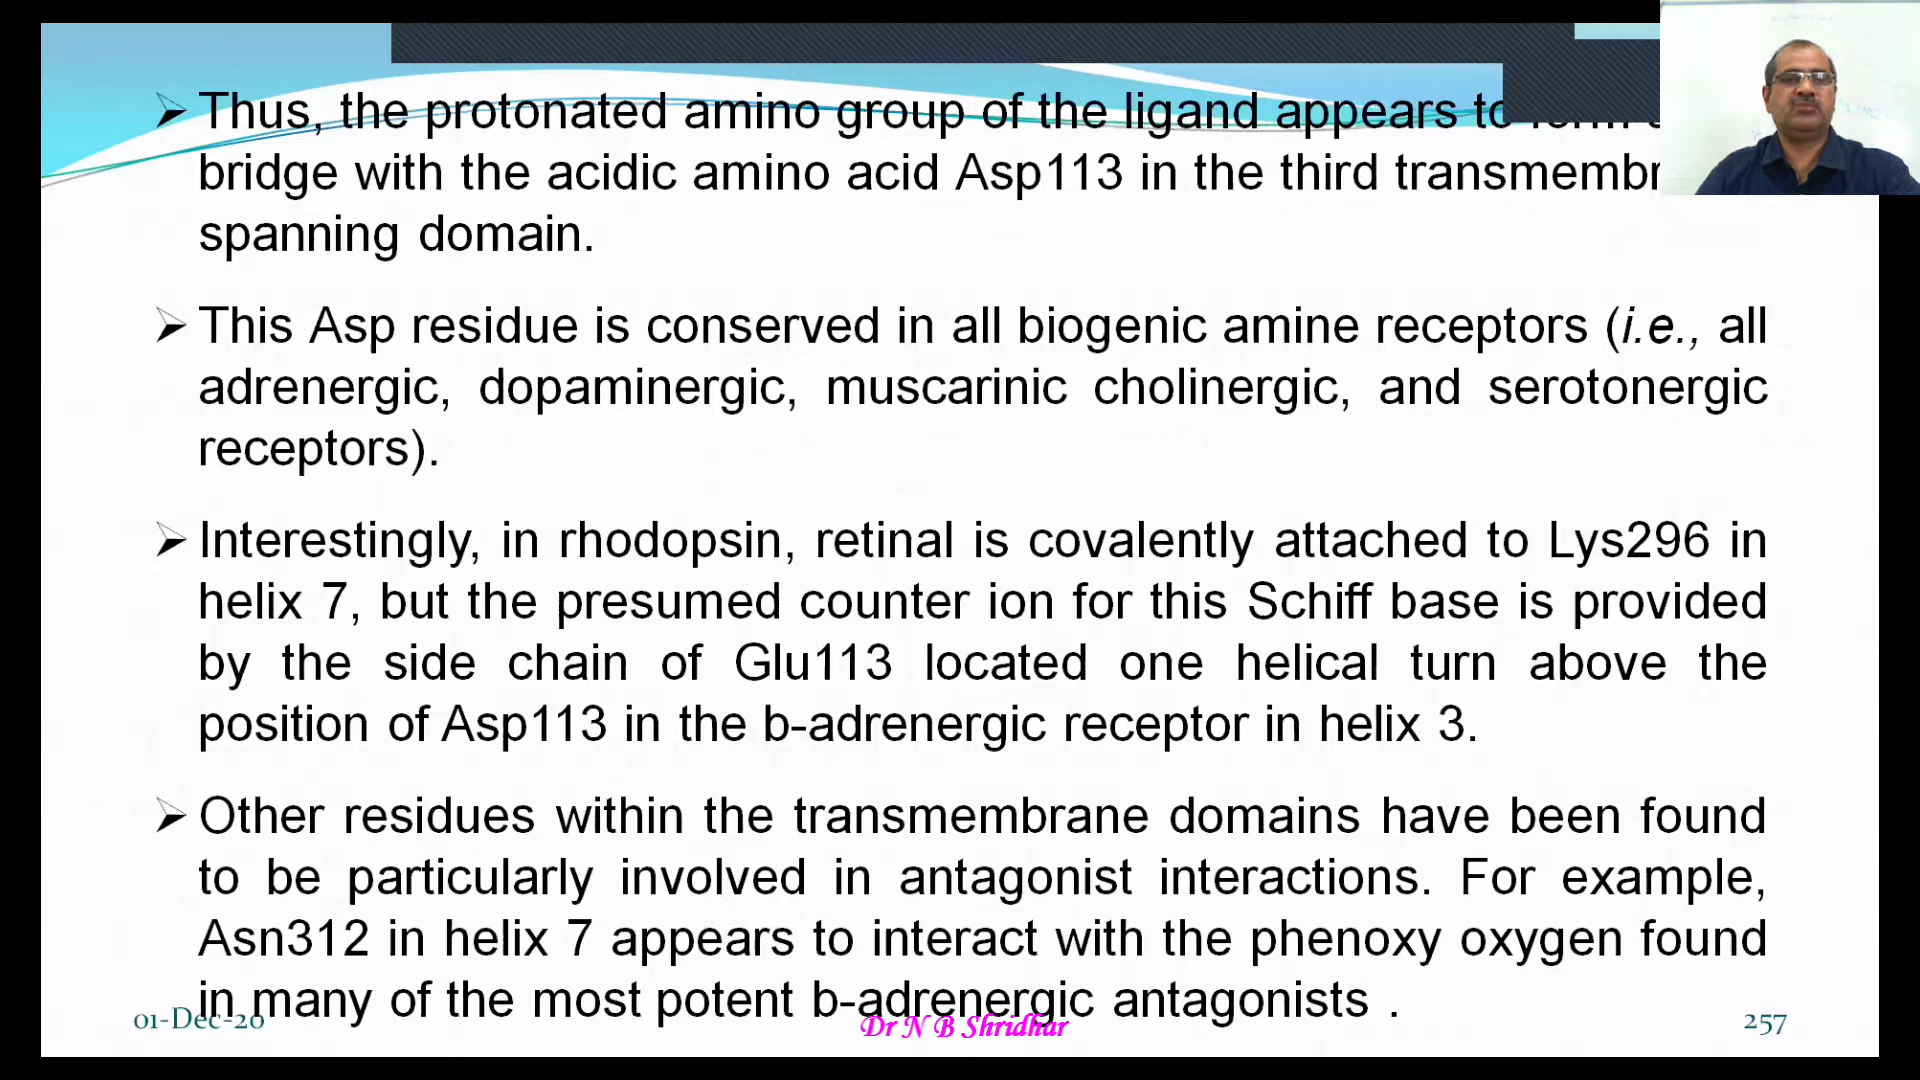 Thus, the protonated amino group of the ligand appears to form
bridge with the acidic amino acid Asp113 in the third
spanning domain.
This Asp residue is conserved in all biogenic amine receptors (i.e., all
adrenergic, dopaminergic, muscarinic cholinergic, and serotonergic
receptors).
Interestingly, in rhodopsin, retinal is covalently attached to Lys296 in
helix 7, but the presumed counter ion for this Schiff base is provided
by the side chain of Glu113 located one helical turn above the
position of Asp113 in the b-adrenergic receptor in helix 3.
Other residues within the transmembrane domains have been found
to be particularly involved in antagonist interactions. For example,
Asn312 in helix 7 appears to interact with the phenoxy oxygen found
in many of the most potent b-adrenergic antagonists .
01-Dec-20
Dr N B Shridhar
257